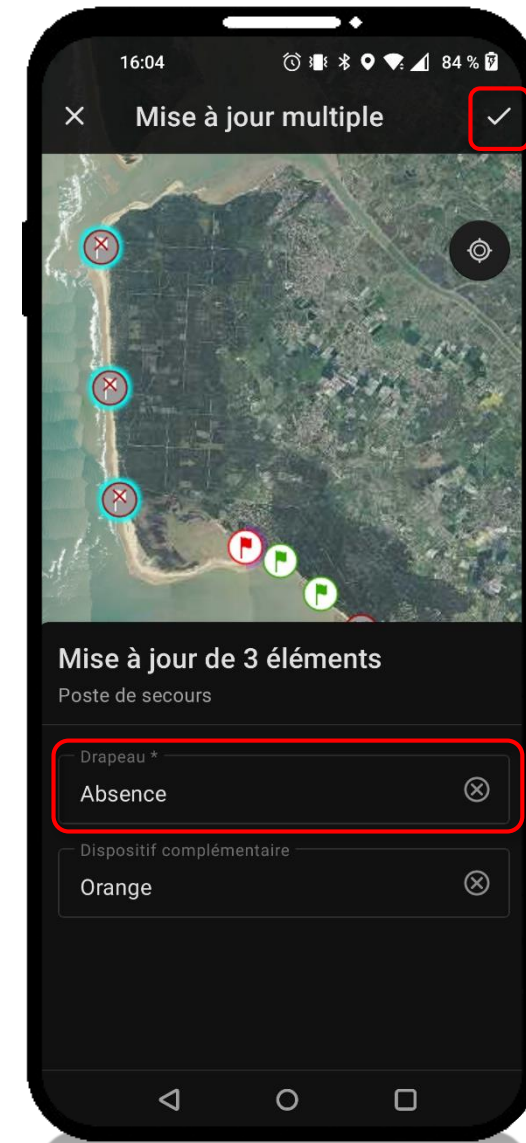 16:04 84 %
Mise à jour multiple
Mise à jour de 3 éléments
Poste de secours
Drapeau *
Absence
Dispositif complémentaire
Orange